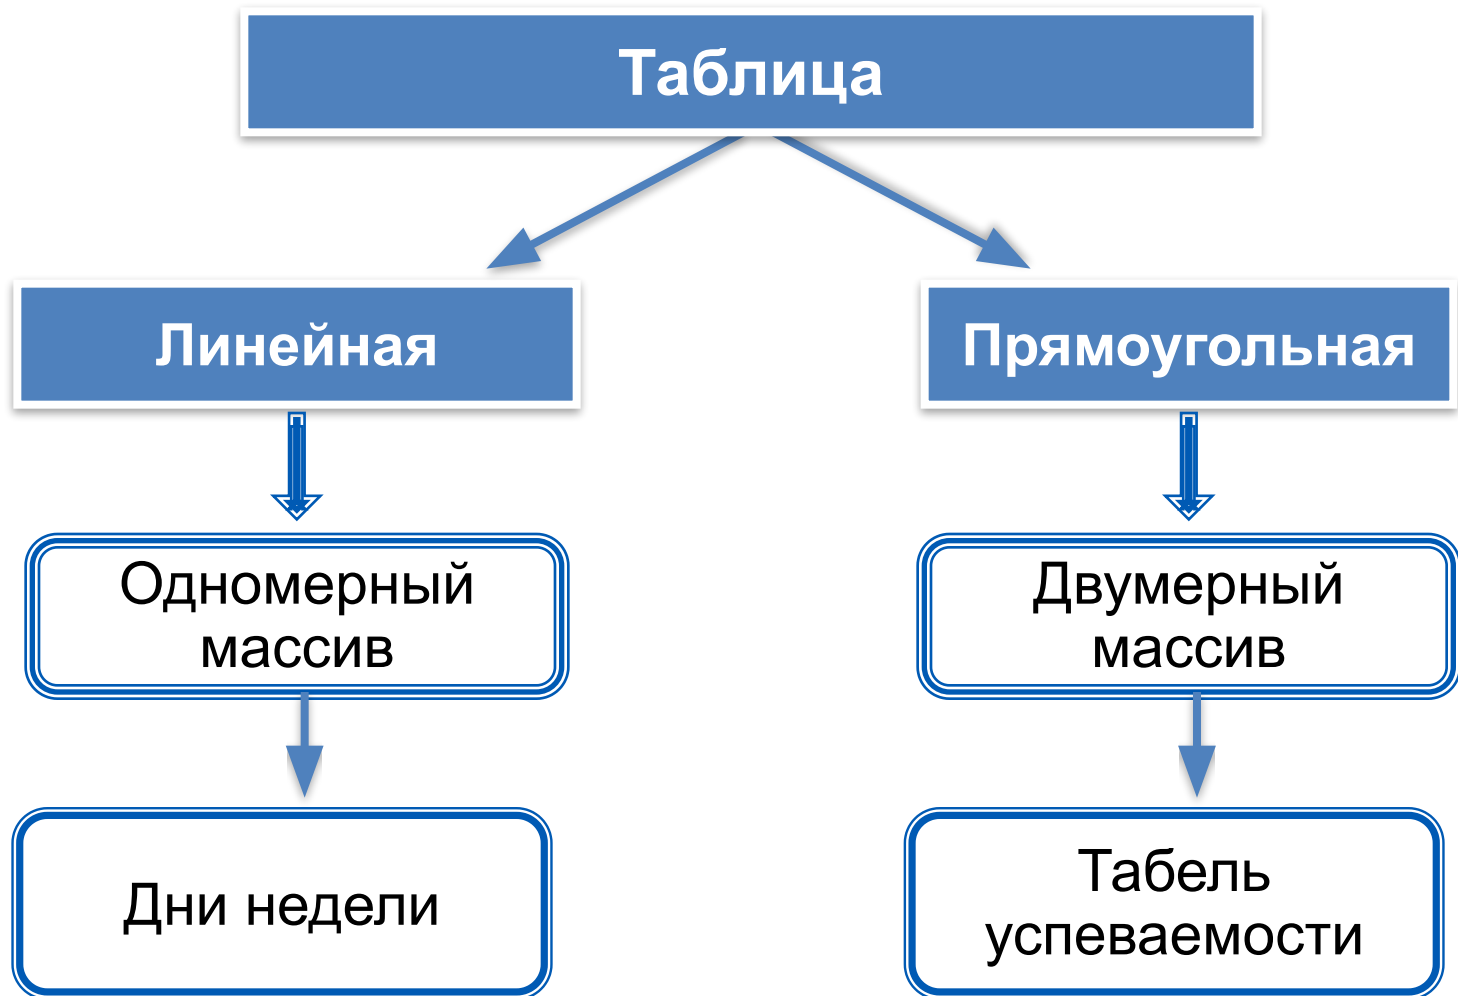 Таблица
Линейная
Прямоугольная
Одномерный
массив
Двумерный
массив
Дни недели
Табель
успеваемости